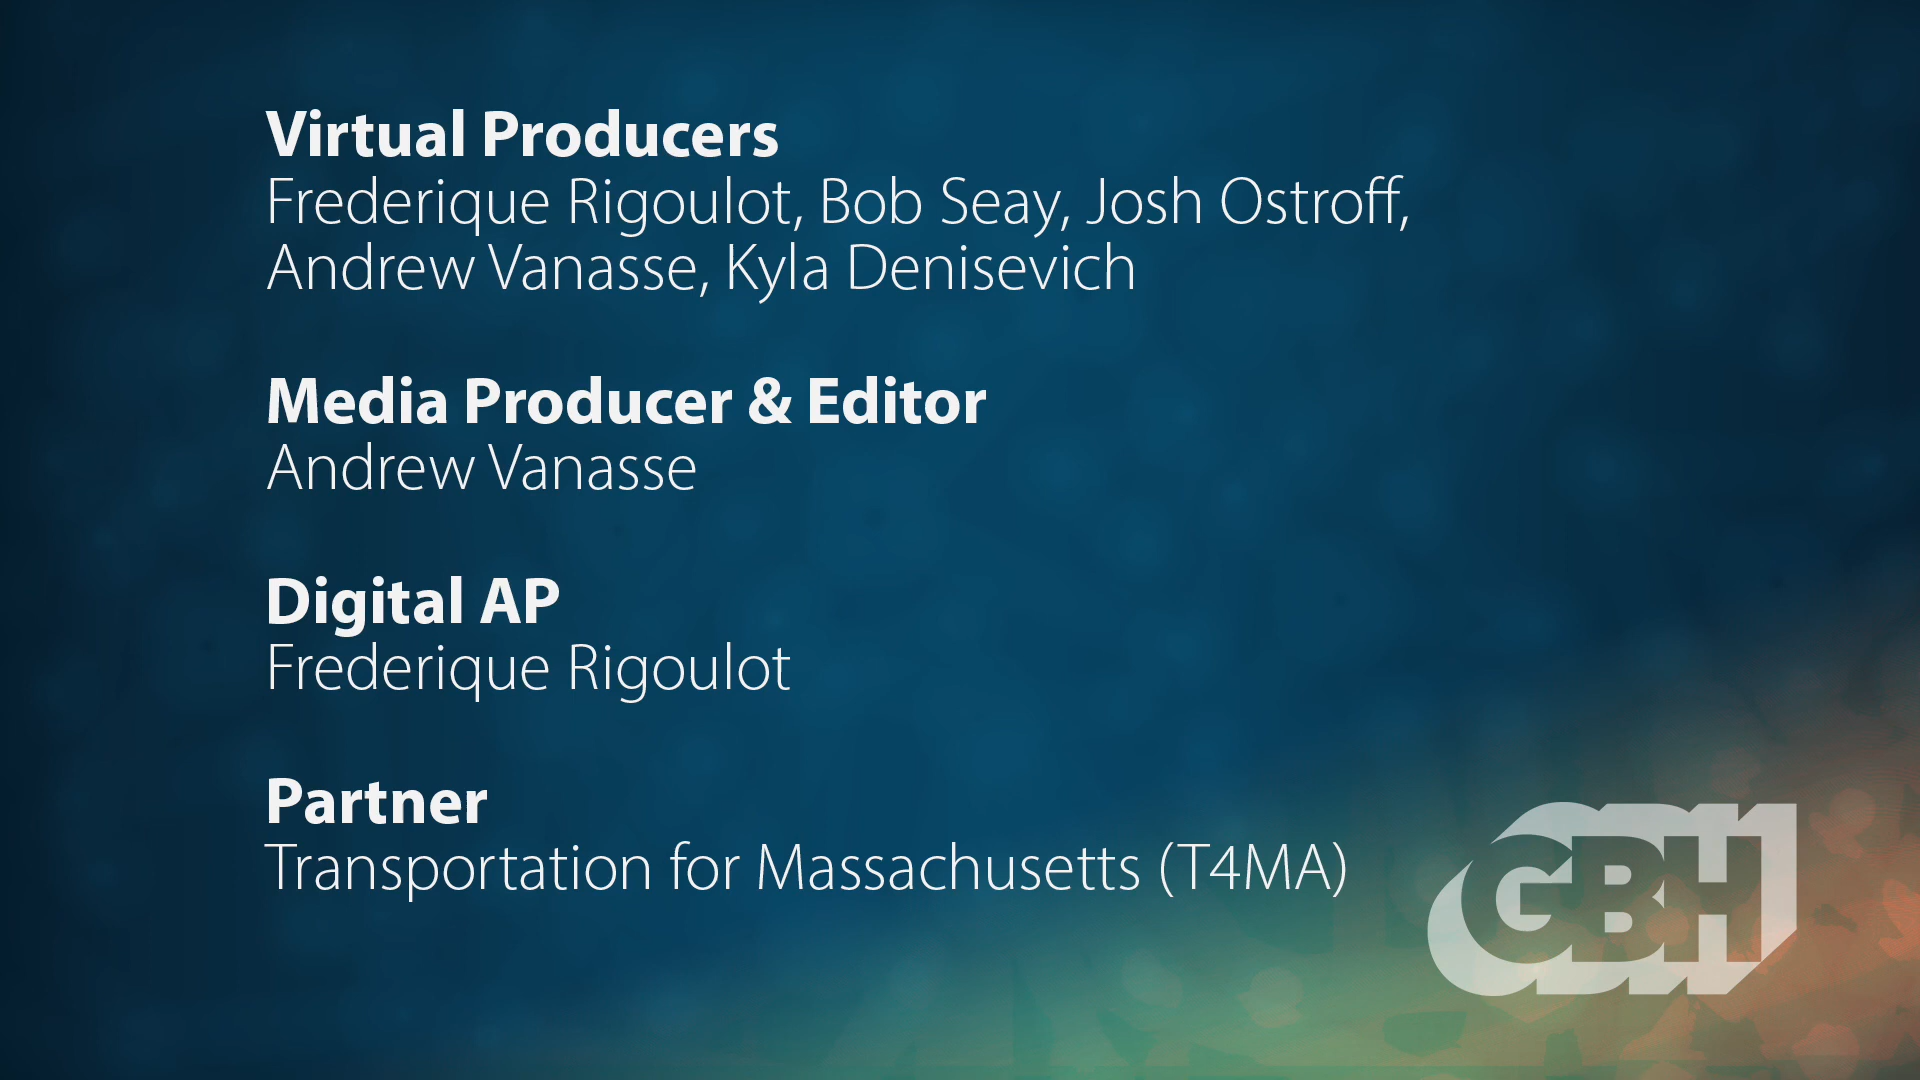 Virtual Producers
Frederique Rigoulot, Bob Seay, Josh Ostroff,
Andrew Vanasse, Kyla Denisevich
Media Producer & Editor
Andrew Vanasse
Digital AP
Frederique Rigoulot
Partner
Transportation for Massachusetts (T4MA)
GBH